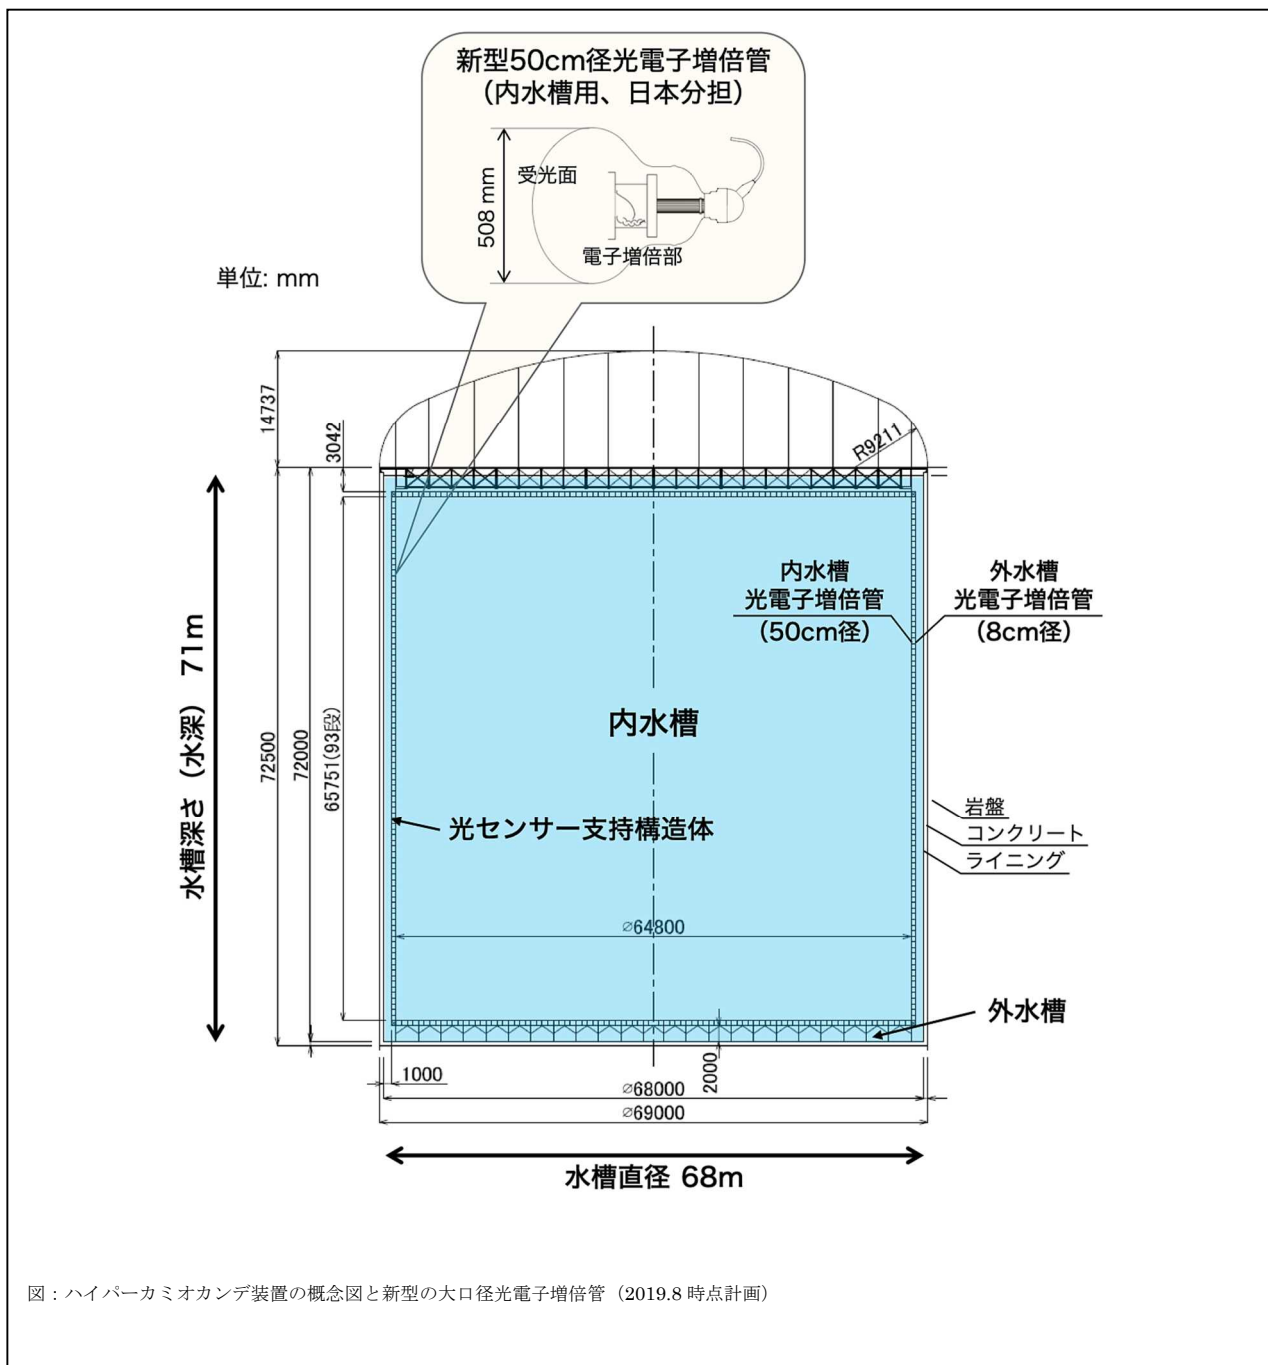 新型50cm径光電子増倍管
（内水槽用、日本分担）
受光面
508 mm
電子増倍部
単位: mm
14737
3042
R9211
内水槽
光電子増倍管
（50cm径）
外水槽
光電子増倍管
（8cm径）
水槽深さ（水深） 71m
72500
72000
65751(93段)
内水槽
岩盤
コンクリート
ライニング
光センサー支持構造体
⌀64800
外水槽
1000
2000
⌀68000
⌀69000
水槽直径 68m
図：ハイパーカミオカンデ装置の概念図と新型の大口径光電子増倍管（2019.8 時点計画）